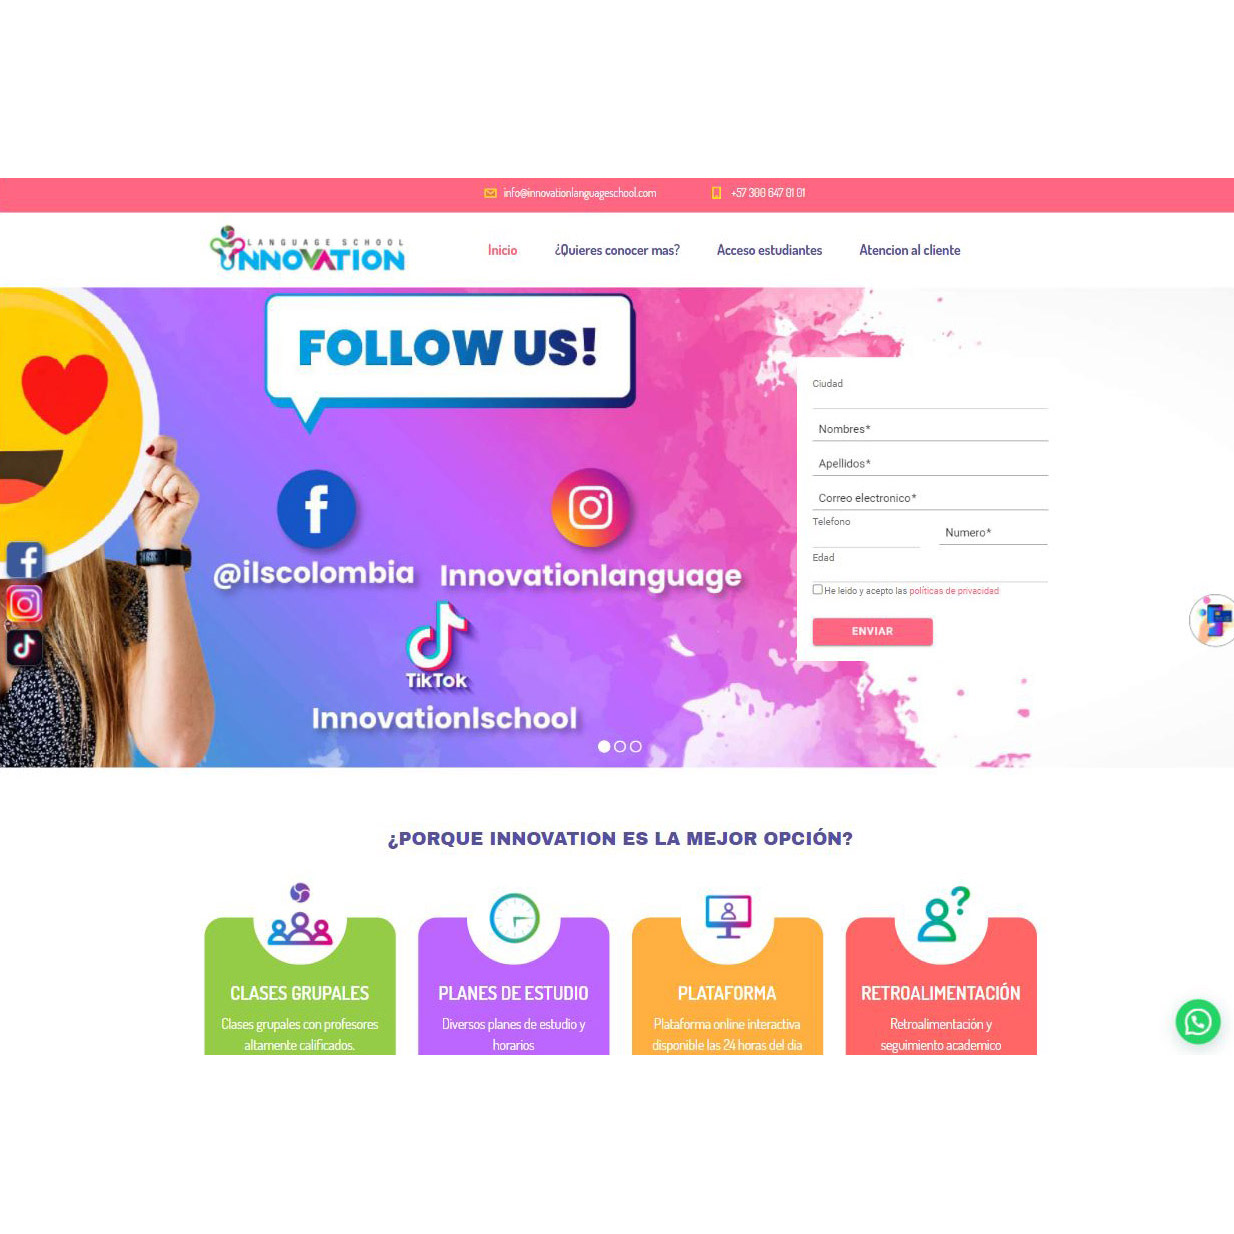 info@innovationlanguageschool.com
+57 300 647 01 01
LANGUAGE SCHOOL
INNOVATION
Inicio
¿Quieres conocer mas?
Acceso estudiantes
Atencion al cliente
FOLLOW US!
@ilscolombia
Innovationlanguage
TikTok
Innovationlschool
Ciudad
Nombres*
Apellidos*
Correo electronico*
Telefono
Numero*
Edad
He leido y acepto las políticas de privacidad
ENVIAR
¿PORQUE INNOVATION ES LA MEJOR OPCIÓN?
CLASES GRUPALES
Clases grupales con profesores
altamente calificados.
PLANES DE ESTUDIO
Diversos planes de estudio y
horarios
PLATAFORMA
Plataforma online interactiva
disponible las 24 horas del dia
RETROALIMENTACIÓN
Retroalimentación y
seguimiento academico